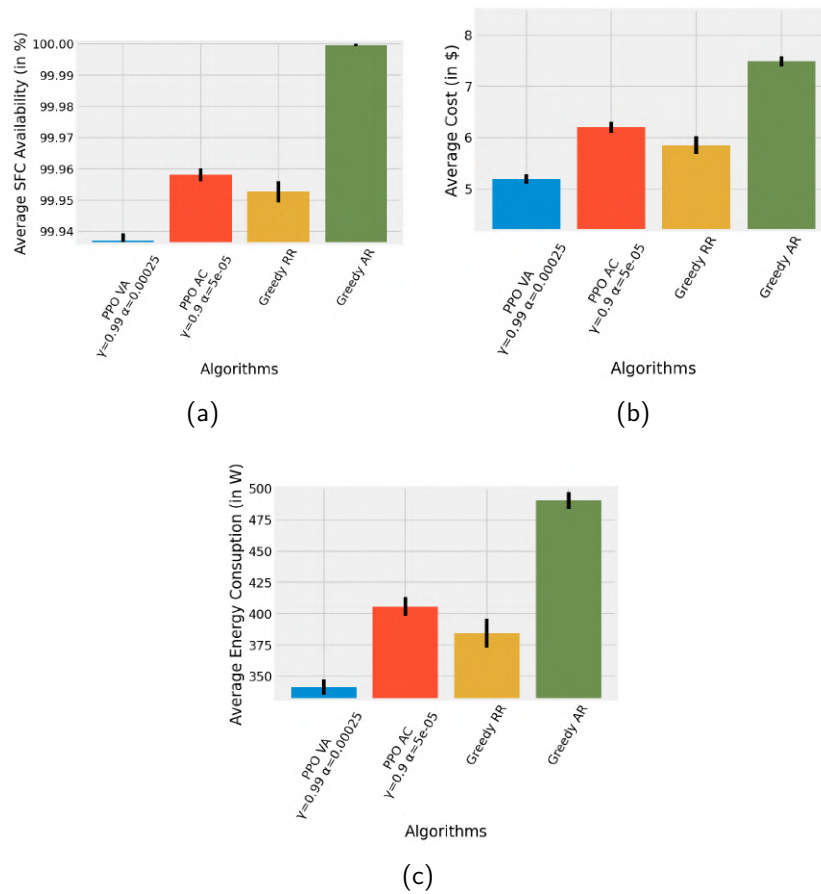 Average SFC Availability (in %)
100.00
99.99
99.98
99.97
99.96
99.95
99.94
PPO VA
γ=0.99 α=0.00025
PPO AC
γ=0.9 α=5e-05
Greedy RR
Greedy AR
Algorithms
(a)
Average Cost (in $)
8
7
6
5
PPO VA
γ=0.99 α=0.00025
PPO AC
γ=0.9 α=5e-05
Greedy RR
Greedy AR
Algorithms
(b)
Average Energy Consuption (in W)
500
475
450
425
400
375
350
PPO VA
γ=0.99 α=0.00025
PPO AC
γ=0.9 α=5e-05
Greedy RR
Greedy AR
Algorithms
(c)